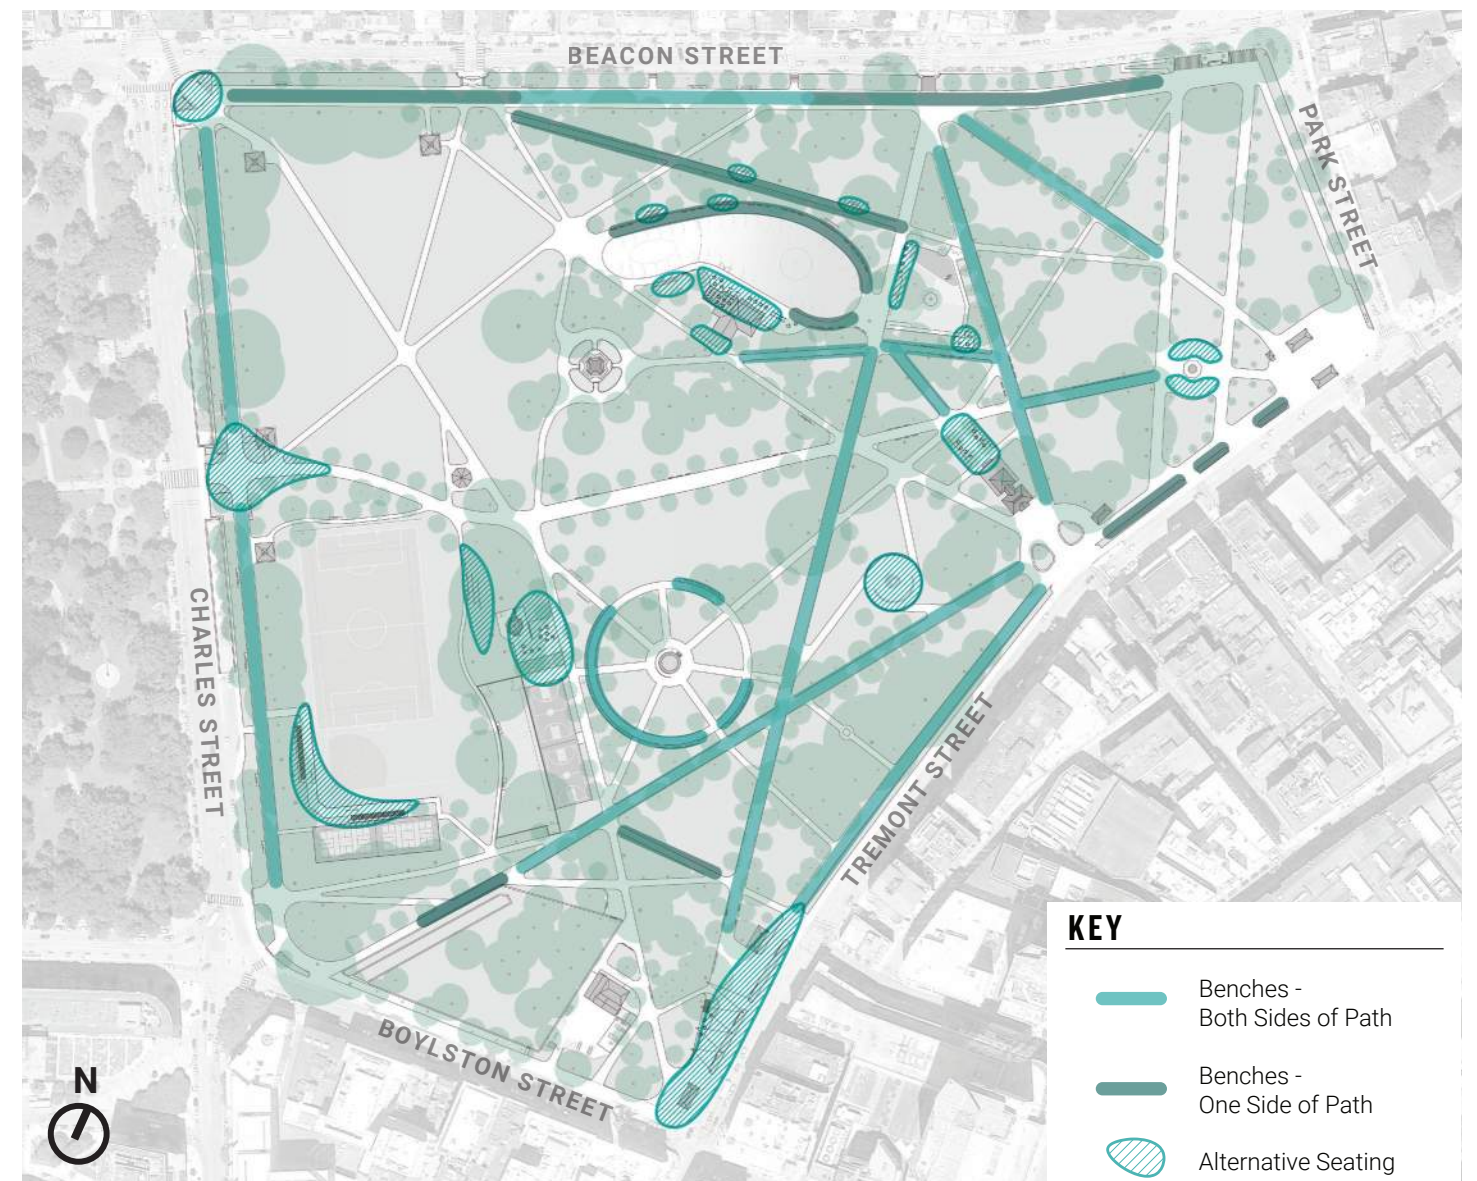 BEACON STREET
PARK STREET
CHARLES STREET
TREMONT STREET
BOYLSTON STREET
N
KEY
Benches -
Both Sides of Path
Benches -
One Side of Path
Alternative Seating